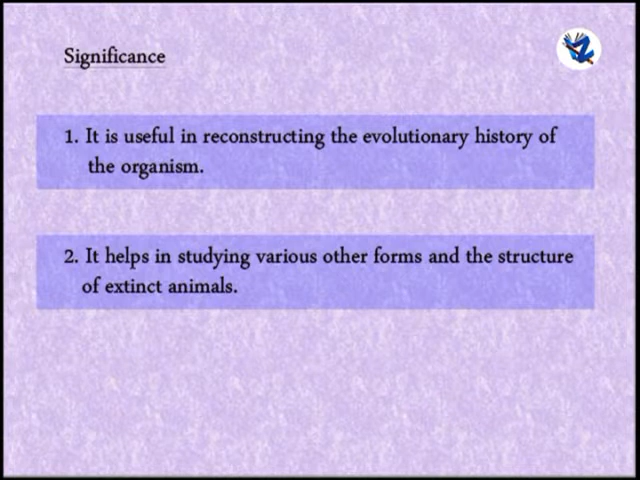 Significance
1. It is useful in reconstructing the evolutionary history of
the organism.
2. It helps in studying various other forms and the structure
of extinct animals.